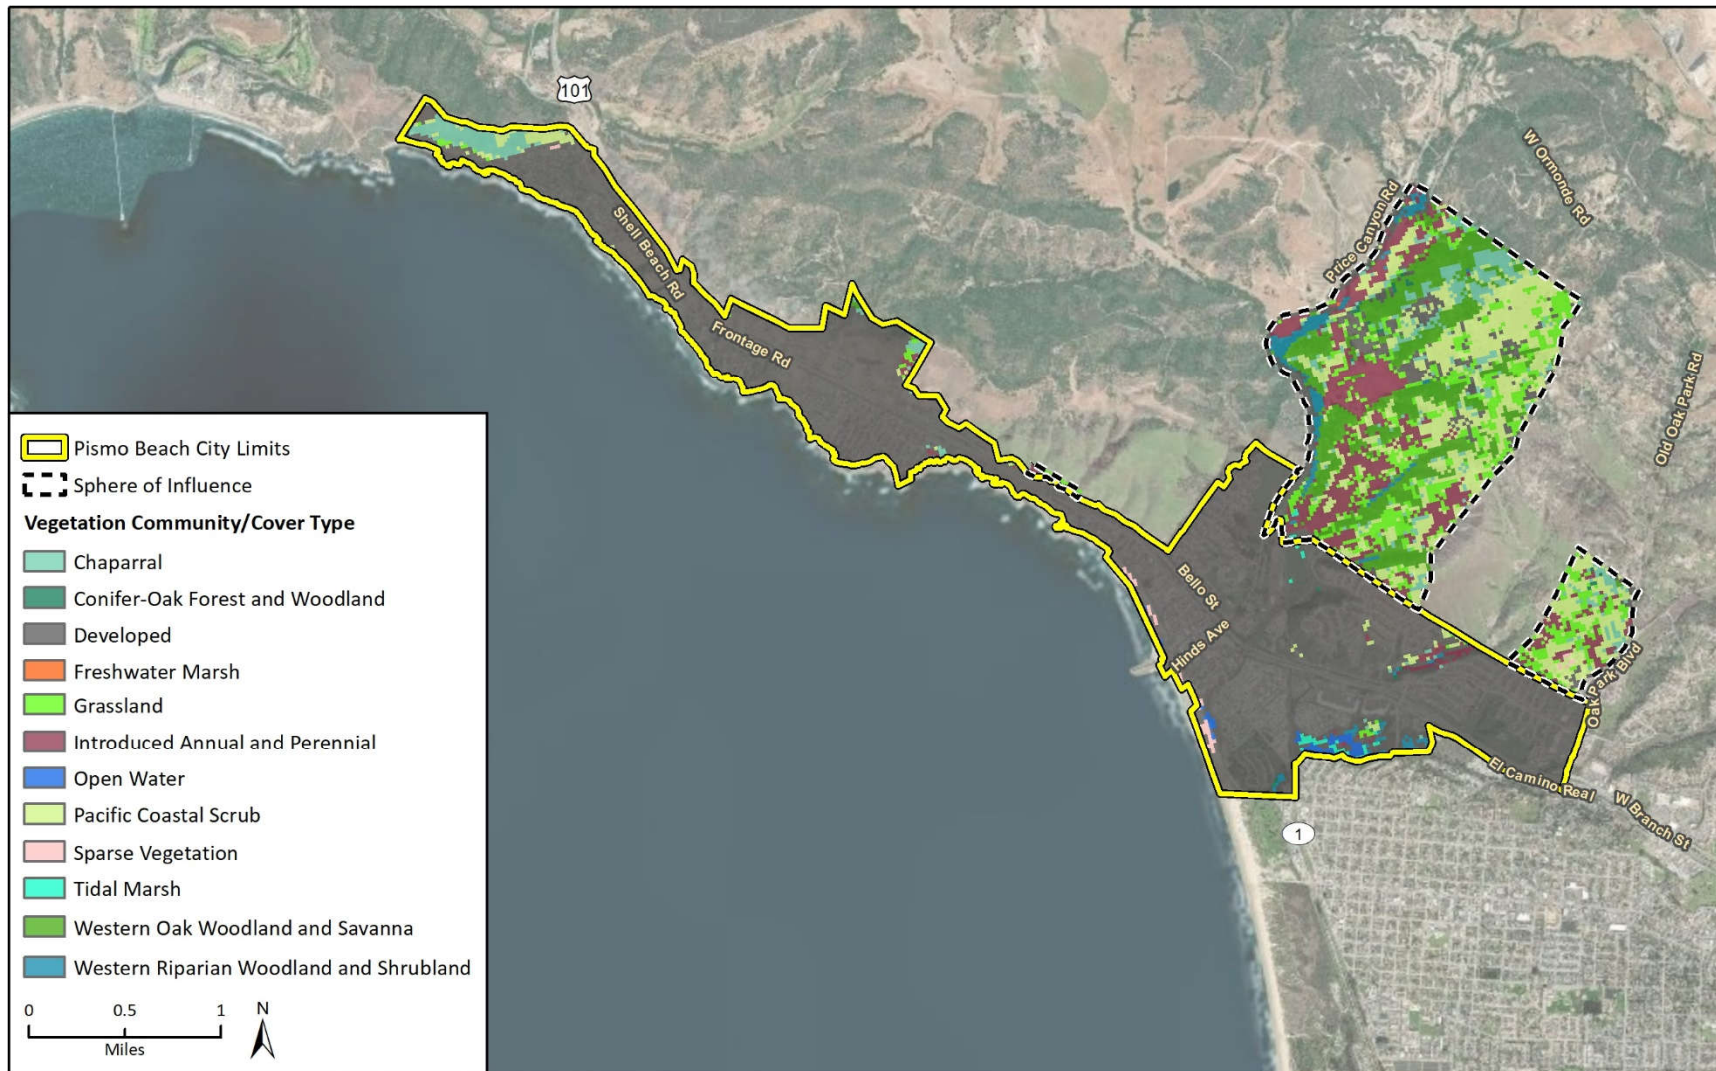 101
W Ormonde Rd
Price Canyon Rd
Shell Beach Rd
Frontage Rd
Old Oak Park Rd
Bello St
Hinds Ave
Oak Park Blvd
El Camino Real
W Branch St
1
Pismo Beach City Limits
Sphere of Influence
Vegetation Community/Cover Type
Chaparral
Conifer-Oak Forest and Woodland
Developed
Freshwater Marsh
Grassland
Introduced Annual and Perennial
Open Water
Pacific Coastal Scrub
Sparse Vegetation
Tidal Marsh
Western Oak Woodland and Savanna
Western Riparian Woodland and Shrubland
0 0.5 1
Miles
N